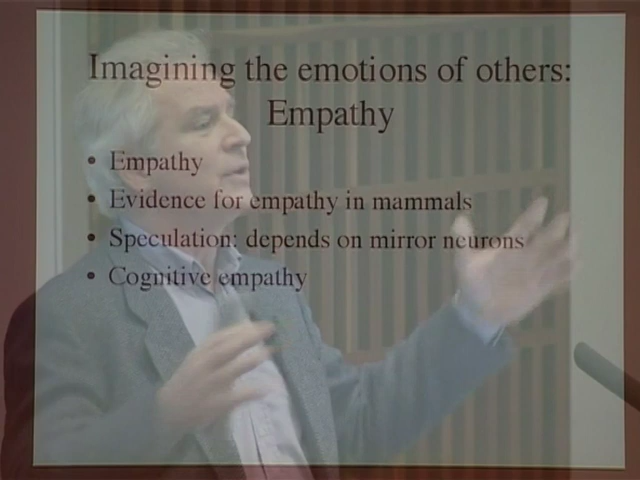 Imagining the emotions of others:
Empathy
• Empathy
• Evidence for empathy in mammals
• Speculation: depends on mirror neurons
• Cognitive empathy